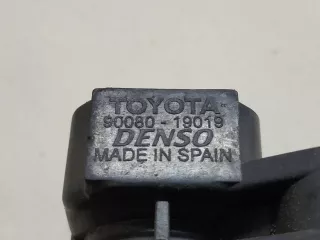 TOYOTA
90080-19019
DENSO
MADE IN SPAIN